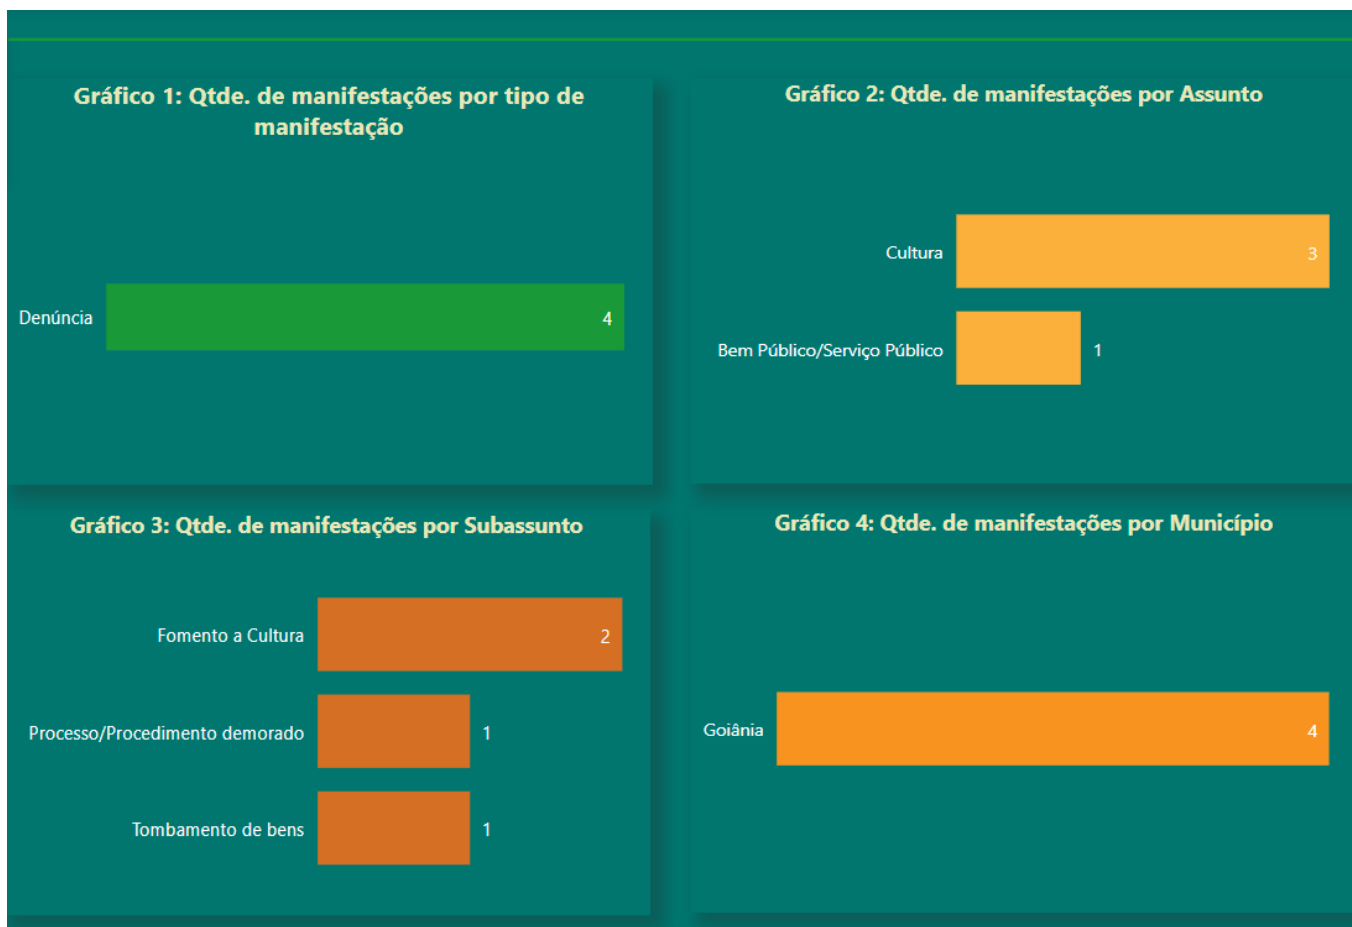 Gráfico 1: Qtde. de manifestações por tipo de
manifestação
Denúncia
4
Gráfico 2: Qtde. de manifestações por Assunto
Cultura
3
Bem Público/Serviço Público
1
Gráfico 3: Qtde. de manifestações por Subassunto
Fomento a Cultura
2
Processo/Procedimento demorado
1
Tombamento de bens
1
Gráfico 4: Qtde. de manifestações por Município
Goiânia
4